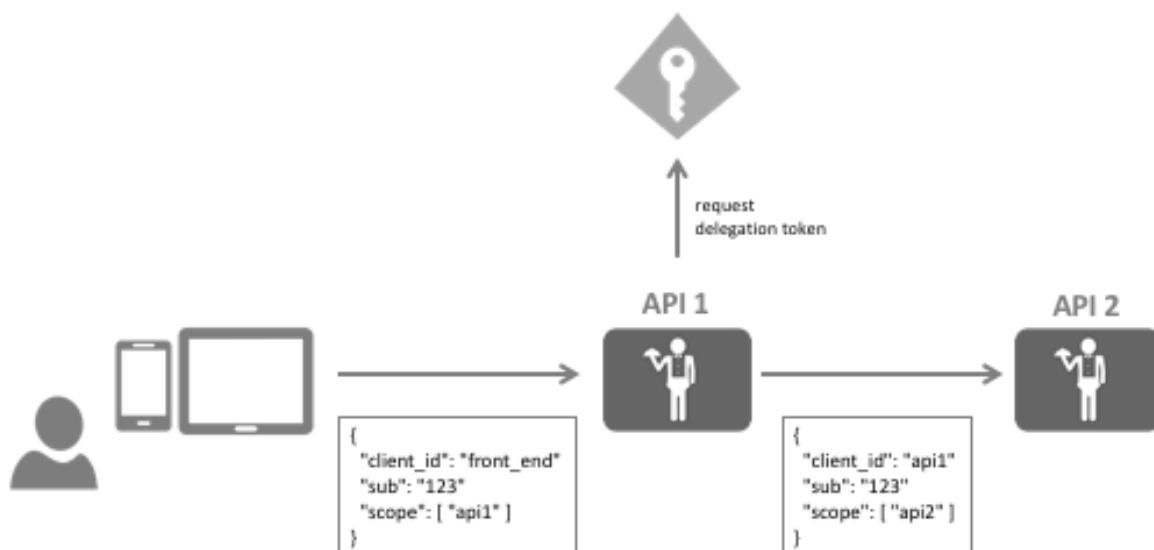 request
delegation token
API 1
API 2
{
"client_id": "front_end"
"sub": "123"
"scope": [ "api1" ]
}
{
"client_id": "api1"
"sub": "123"
"scope": [ "api2" ]
}